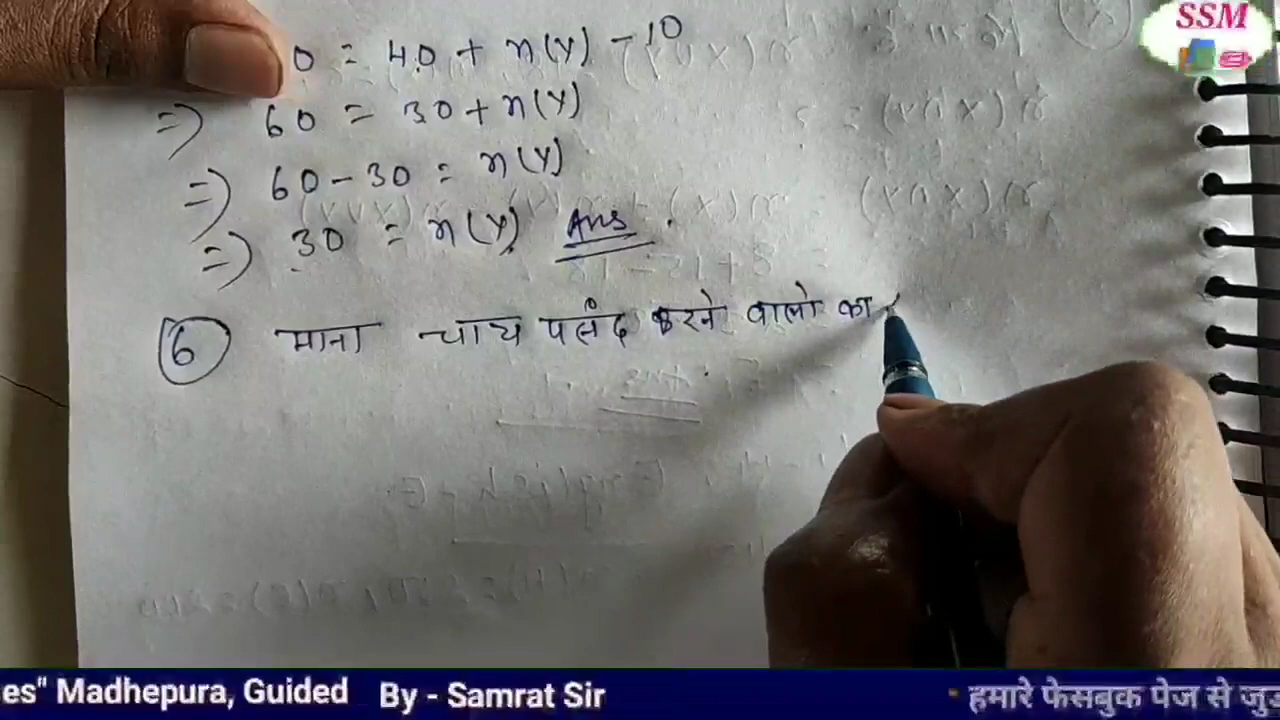 SSM
0 = 40 + n(Y) - 10
=) 60 = 30 + n(Y)
=) 60 - 30 = n(Y)
=) 30 = n(Y) Ans
6 माना चाय पसंद करने वालो का
es" Madhepura, Guided By - Samrat Sir
हमारे फेसबुक पेज से जुड़